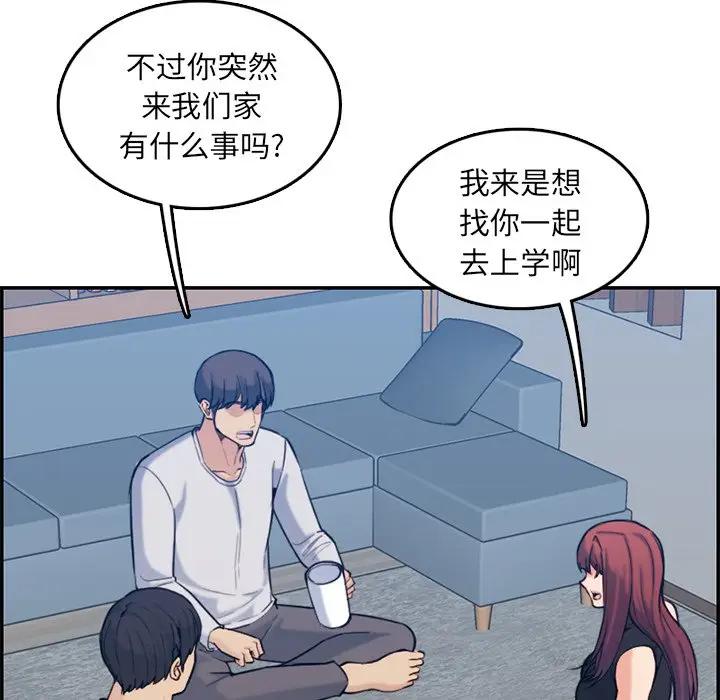 不过你突然
来我们家
有什么事吗?
我来是想
找你一起
去上学啊